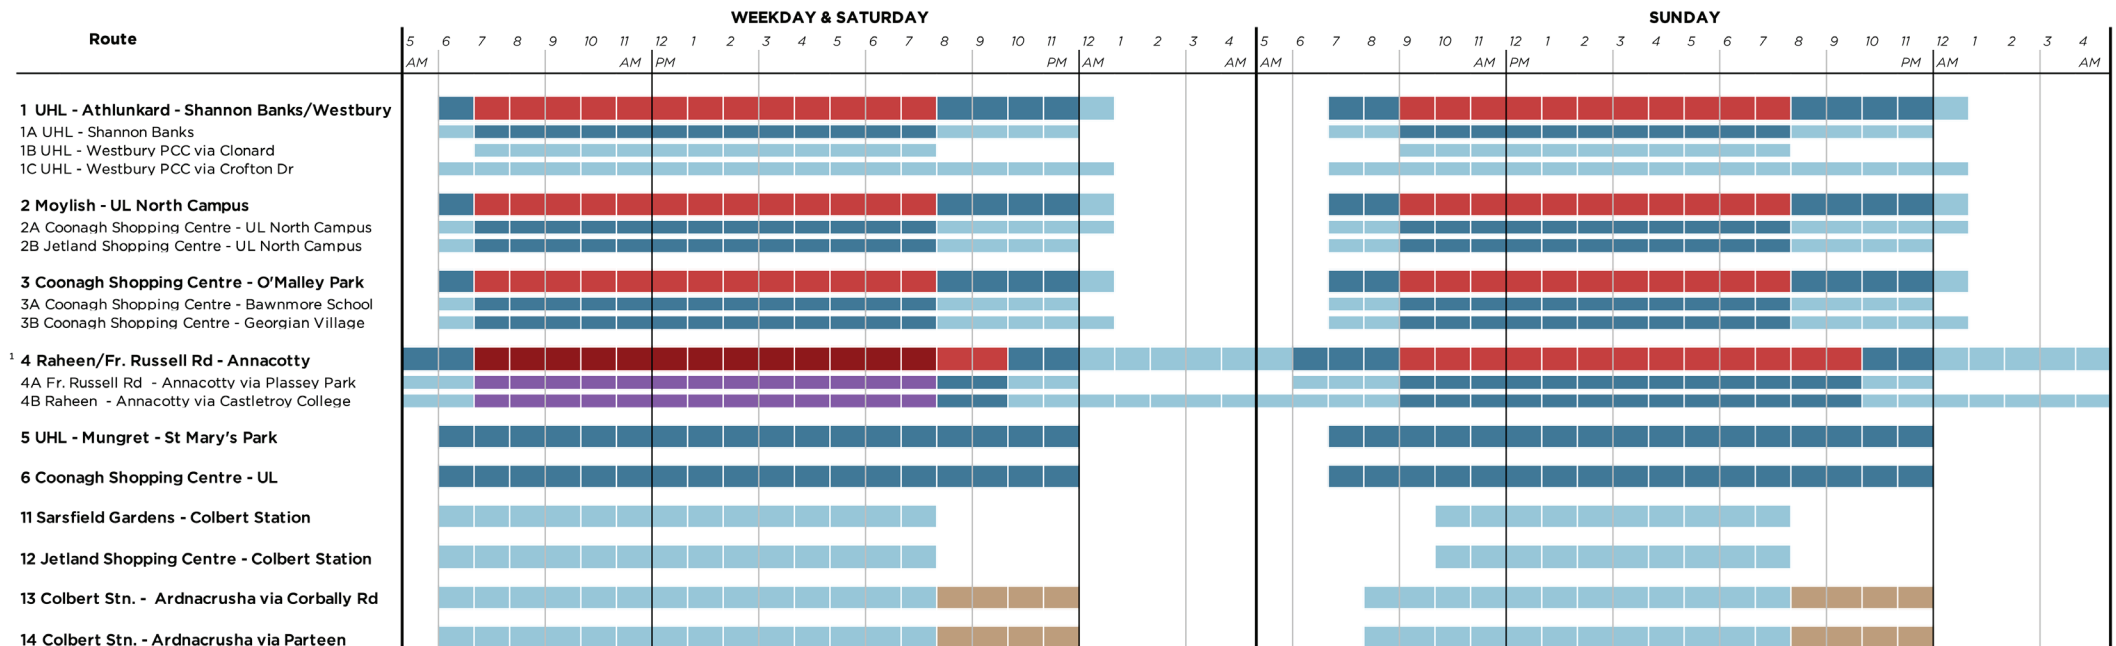 WEEKDAY & SATURDAY SUNDAY
Route
5 6 7 8 9 10 11 12 1 2 3 4 5 6 7 8 9 10 11 12 1 2 3 4 5 6 7 8 9 10 11 12 1 2 3 4 5 6 7 8 9 10 11 12 1 2 3 4
AM AM PM PM AM AM AM AM PM PM AM AM
1 UHL - Athlunkard - Shannon Banks/Westbury
1A UHL - Shannon Banks
1B UHL - Westbury PCC via Clonard
1C UHL - Westbury PCC via Crofton Dr
2 Moylish - UL North Campus
2A Coonagh Shopping Centre - UL North Campus
2B Jetland Shopping Centre - UL North Campus
3 Coonagh Shopping Centre - O'Malley Park
3A Coonagh Shopping Centre - Bawnmore School
3B Coonagh Shopping Centre - Georgian Village
1 4 Raheen/Fr. Russell Rd - Annacotty
4A Fr. Russell Rd - Annacotty via Plassey Park
4B Raheen - Annacotty via Castletroy College
5 UHL - Mungret - St Mary's Park
6 Coonagh Shopping Centre - UL
11 Sarsfield Gardens - Colbert Station
12 Jetland Shopping Centre - Colbert Station
13 Colbert Stn. - Ardnacrusha via Corbally Rd
14 Colbert Stn. - Ardnacrusha via Parteen